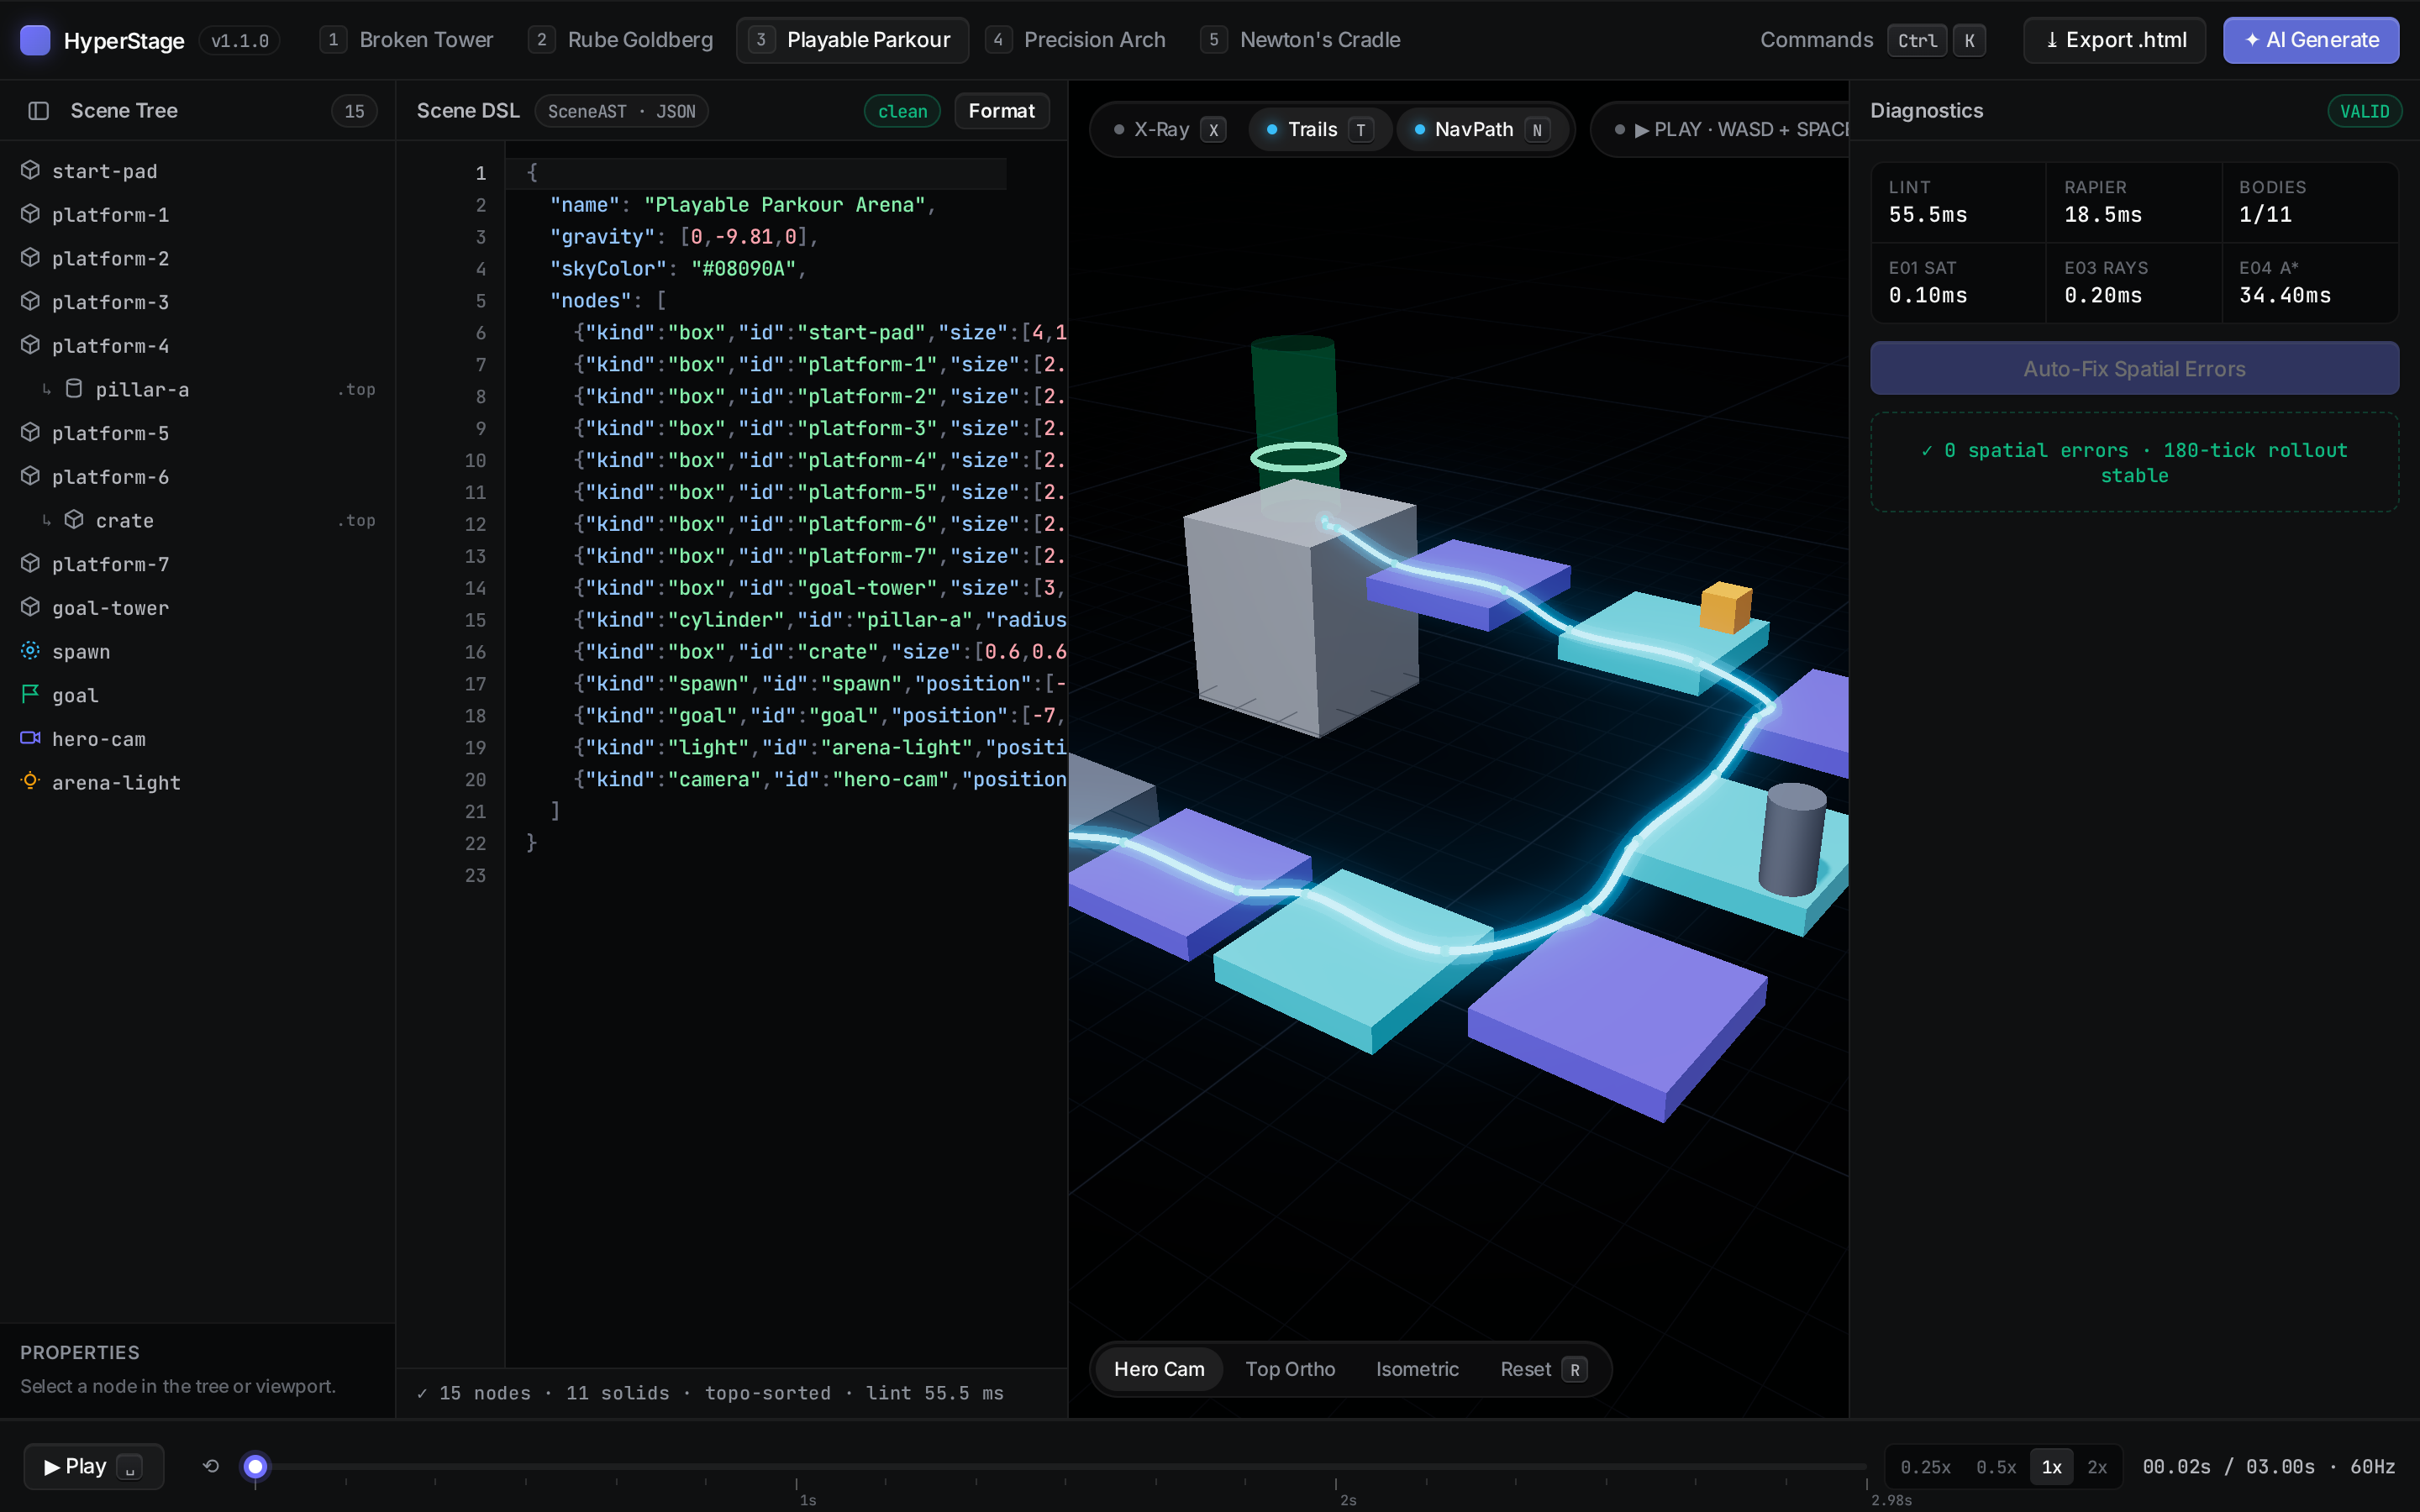 HyperStage v1.1.0 1 Broken Tower 2 Rube Goldberg 3 Playable Parkour 4 Precision Arch 5 Newton's Cradle Commands Ctrl K ⤓ Export .html ✦ AI Generate
Scene Tree 15
start-pad
platform-1
platform-2
platform-3
platform-4
↳ pillar-a .top
platform-5
platform-6
↳ crate .top
platform-7
goal-tower
spawn
goal
hero-cam
arena-light
PROPERTIES
Select a node in the tree or viewport.
Scene DSL SceneAST · JSON clean Format
1 {
2 "name": "Playable Parkour Arena",
3 "gravity": [0,-9.81,0],
4 "skyColor": "#08090A",
5 "nodes": [
6 {"kind":"box","id":"start-pad","size":[4,1
7 {"kind":"box","id":"platform-1","size":[2.
8 {"kind":"box","id":"platform-2","size":[2.
9 {"kind":"box","id":"platform-3","size":[2.
10 {"kind":"box","id":"platform-4","size":[2.
11 {"kind":"box","id":"platform-5","size":[2.
12 {"kind":"box","id":"platform-6","size":[2.
13 {"kind":"box","id":"platform-7","size":[2.
14 {"kind":"box","id":"goal-tower","size":[3,
15 {"kind":"cylinder","id":"pillar-a","radius
16 {"kind":"box","id":"crate","size":[0.6,0.6
17 {"kind":"spawn","id":"spawn","position":[-
18 {"kind":"goal","id":"goal","position":[-7,
19 {"kind":"light","id":"arena-light","positi
20 {"kind":"camera","id":"hero-cam","position
21 ]
22 }
23
✓ 15 nodes · 11 solids · topo-sorted · lint 55.5 ms
X-Ray X Trails T NavPath N ▶ PLAY · WASD + SPACE
Hero Cam Top Ortho Isometric Reset R
Diagnostics VALID
LINT RAPIER BODIES
55.5ms 18.5ms 1/11
E01 SAT E03 RAYS E04 A*
0.10ms 0.20ms 34.40ms
Auto-Fix Spatial Errors
✓ 0 spatial errors · 180-tick rollout
stable
▶ Play ␣ ⟲ 0.25x 0.5x 1x 2x 00.02s / 03.00s · 60Hz
1s 2s 2.98s